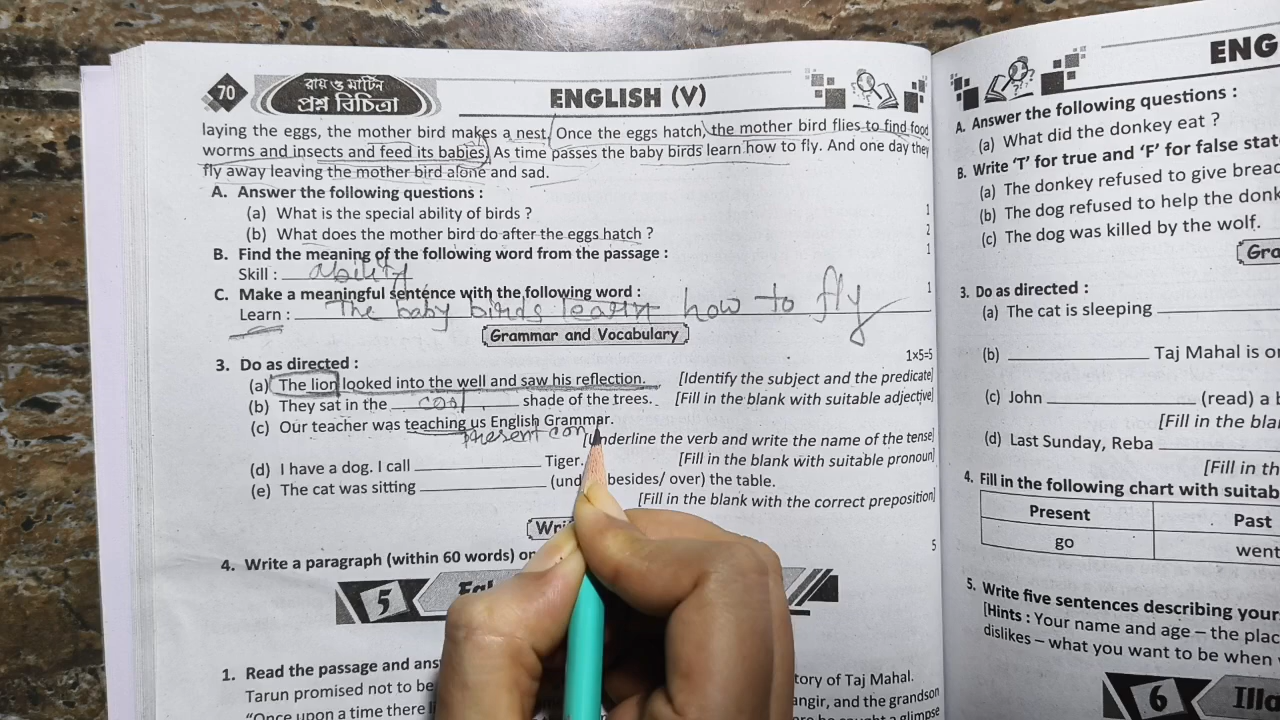 70
রায় ও মার্টিন
প্রশ্ন বিচিত্রা
ENGLISH (V)
laying the eggs, the mother bird makes a nest. Once the eggs hatch, the mother bird flies to find food
worms and insects and feed its babies. As time passes the baby birds learn how to fly. And one day they
fly away leaving the mother bird alone and sad.
A. Answer the following questions :
(a) What is the special ability of birds ? 1
(b) What does the mother bird do after the eggs hatch ? 2
B. Find the meaning of the following word from the passage : 1
Skill : ability
C. Make a meaningful sentence with the following word : 1
Learn : The baby birds learn how to fly
Grammar and Vocabulary
3. Do as directed : 1×5=5
(a) The lion looked into the well and saw his reflection. [Identify the subject and the predicate]
(b) They sat in the cool shade of the trees. [Fill in the blank with suitable adjective]
(c) Our teacher was teaching us English Grammar.
present con
[Underline the verb and write the name of the tense]
(d) I have a dog. I call ____ Tiger. [Fill in the blank with suitable pronoun]
(e) The cat was sitting ____ (und besides/ over) the table.
[Fill in the blank with the correct preposition]
Wri
4. Write a paragraph (within 60 words) on 5
5
1. Read the passage and ans
Tarun promised not to be
"Once upon a time there
tory of Taj Mahal.
angir, and the grandson
a glimpse
ENG
A. Answer the following questions :
(a) What did the donkey eat ?
B. Write 'T' for true and 'F' for false stat
(a) The donkey refused to give bread
(b) The dog refused to help the donk
(c) The dog was killed by the wolf.
Gra
3. Do as directed :
(a) The cat is sleeping ____
(b) ____ Taj Mahal is on
(c) John ____ (read) a b
[Fill in the bla
(d) Last Sunday, Reba ____
[Fill in th
4. Fill in the following chart with suitab
Present Past
go went
5. Write five sentences describing your
[Hints : Your name and age – the plac
dislikes – what you want to be when
6 Illo